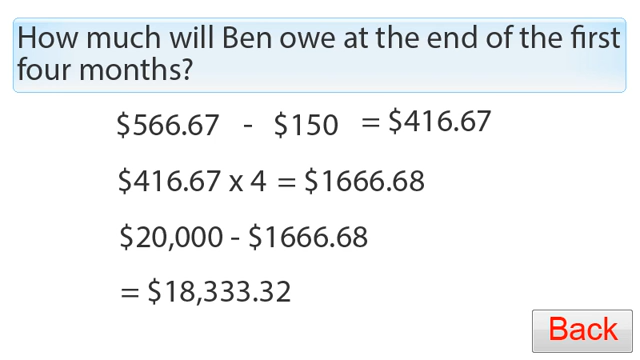 How much will Ben owe at the end of the first
four months?
$566.67 - $150 = $416.67
$416.67 x 4 = $1666.68
$20,000 - $1666.68
= $18,333.32
Back